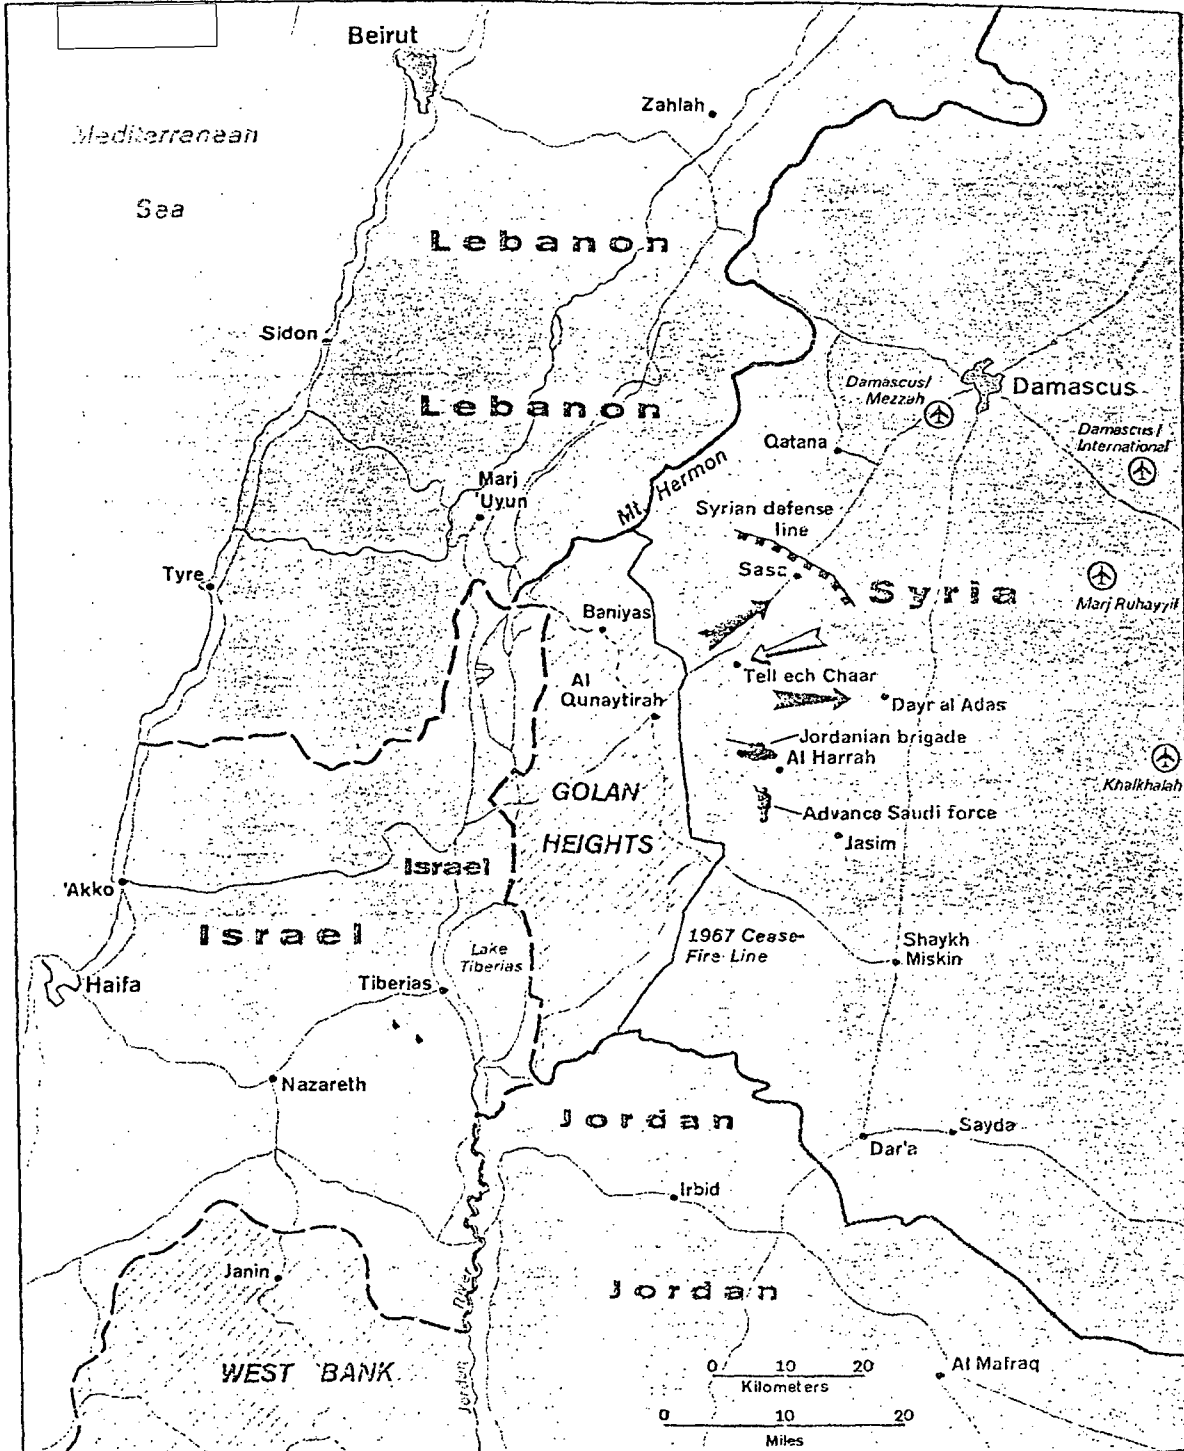 Beirut
Zahlah
Mediterranean
Sea
Lebanon
Sidon
Lebanon
Damascus/
Mezzah
Damascus
Damascus/
International
Qatana
Marj
'Uyun
Mt. Hermon
Syrian defense
line
Sasa
Syria
Tyre
Marj Ruhayyil
Baniyas
Tell ech Chaar
Al
Qunaytirah
Dayr al Adas
Jordanian brigade
Al Harrah
Khalkhalah
GOLAN
HEIGHTS
Advance Saudi force
Jasim
Israel
'Akko
Israel
1967 Cease-
Fire Line
Shaykh
Miskin
Lake
Tiberias
Haifa
Tiberias
Nazareth
Jordan
Sayda
Dar'a
Irbid
Janin
Jordan
River
Jordan
WEST BANK
Al Mafraq
0 10 20
Kilometers
0 10 20
Miles